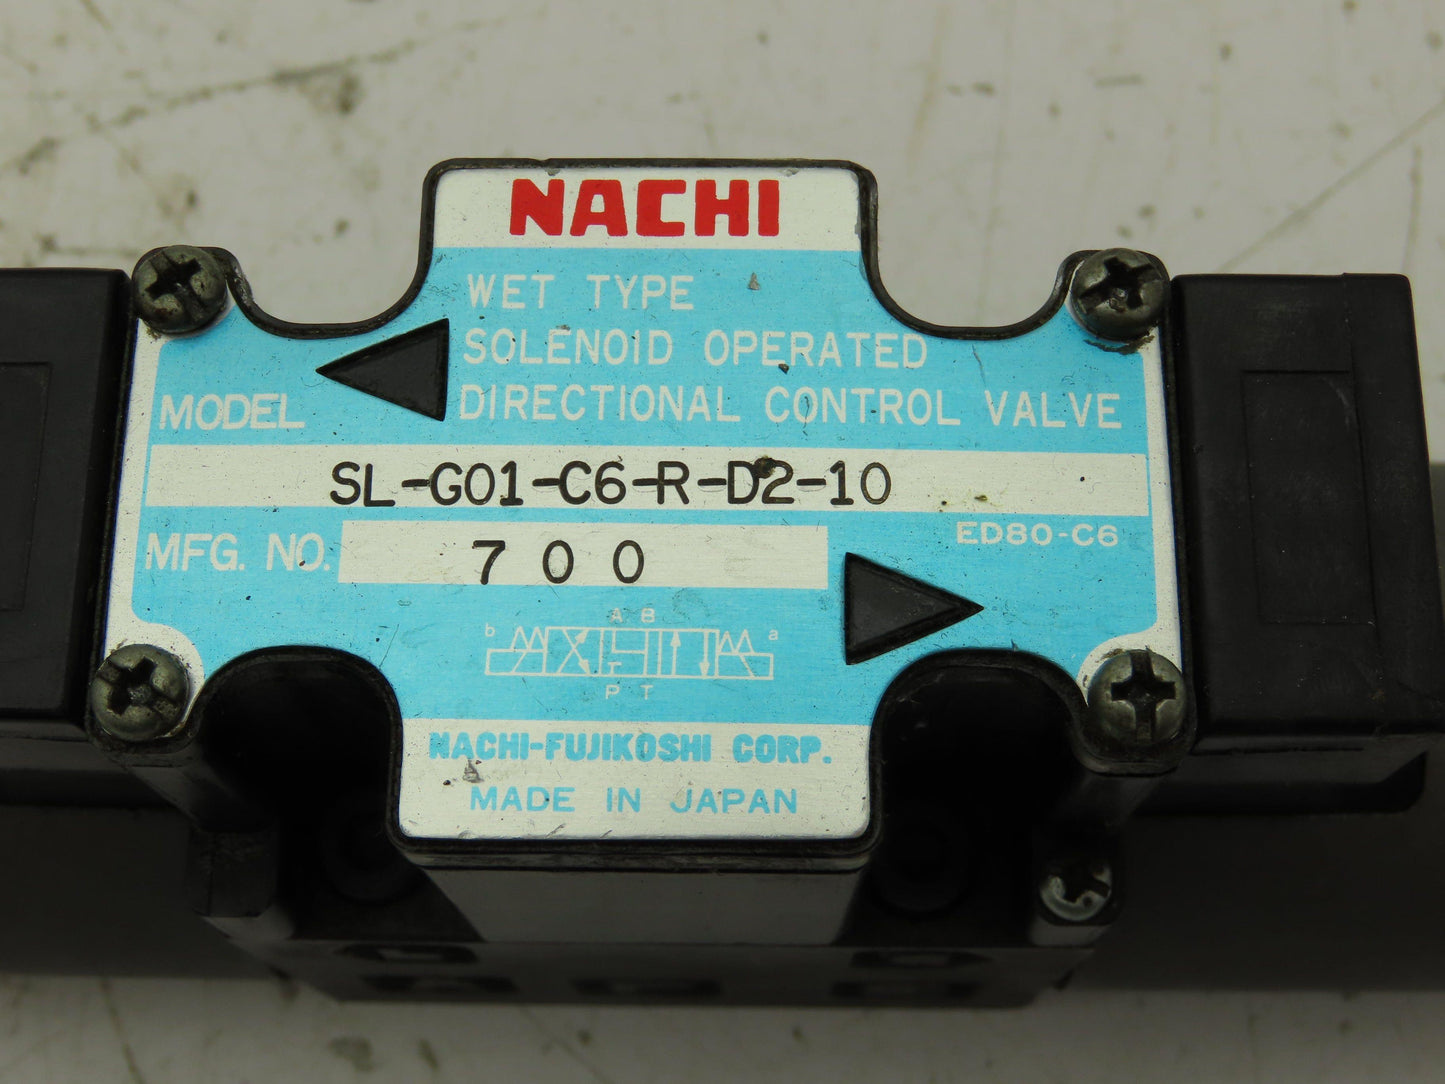 NACHI
WET TYPE
SOLENOID OPERATED
DIRECTIONAL CONTROL VALVE
MODEL
SL-G01-C6-R-D2-10
ED80-C6
MFG. NO. 700
A B
b a
P T
NACHI-FUJIKOSHI CORP.
MADE IN JAPAN